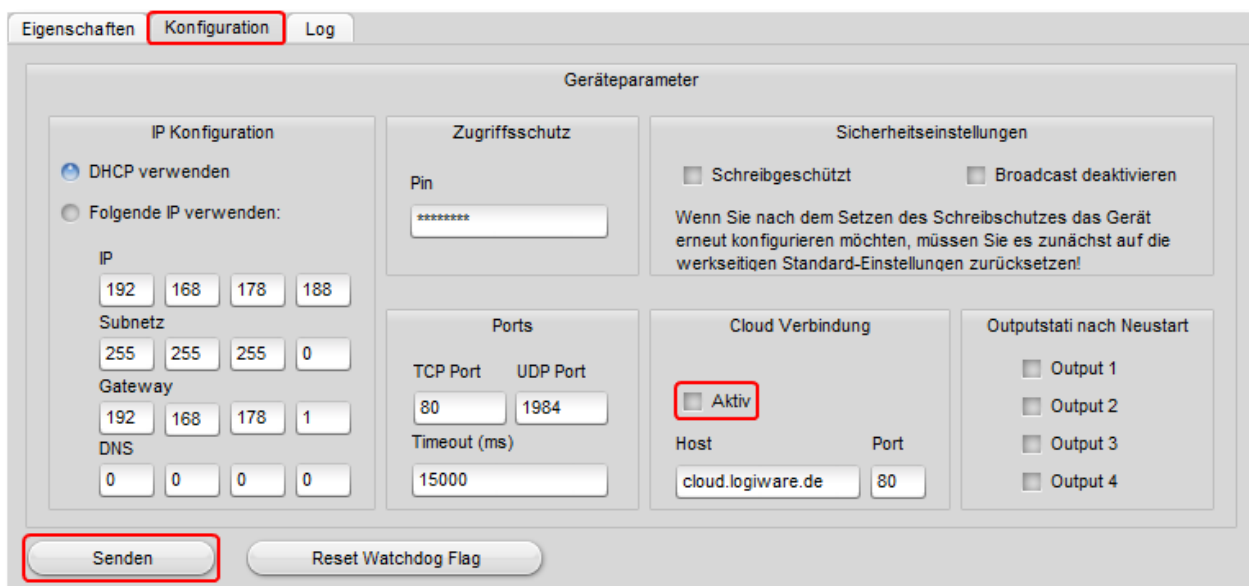 Eigenschaften Konfiguration Log
Geräteparameter
IP Konfiguration
DHCP verwenden
Folgende IP verwenden:
IP
192 168 178 188
Subnetz
255 255 255 0
Gateway
192 168 178 1
DNS
0 0 0 0
Zugriffsschutz
Pin
********
Sicherheitseinstellungen
Schreibgeschützt Broadcast deaktivieren
Wenn Sie nach dem Setzen des Schreibschutzes das Gerät
erneut konfigurieren möchten, müssen Sie es zunächst auf die
werkseitigen Standard-Einstellungen zurücksetzen!
Ports
TCP Port UDP Port
80 1984
Timeout (ms)
15000
Cloud Verbindung
Aktiv
Host Port
cloud.logiware.de 80
Outputstati nach Neustart
Output 1
Output 2
Output 3
Output 4
Senden Reset Watchdog Flag